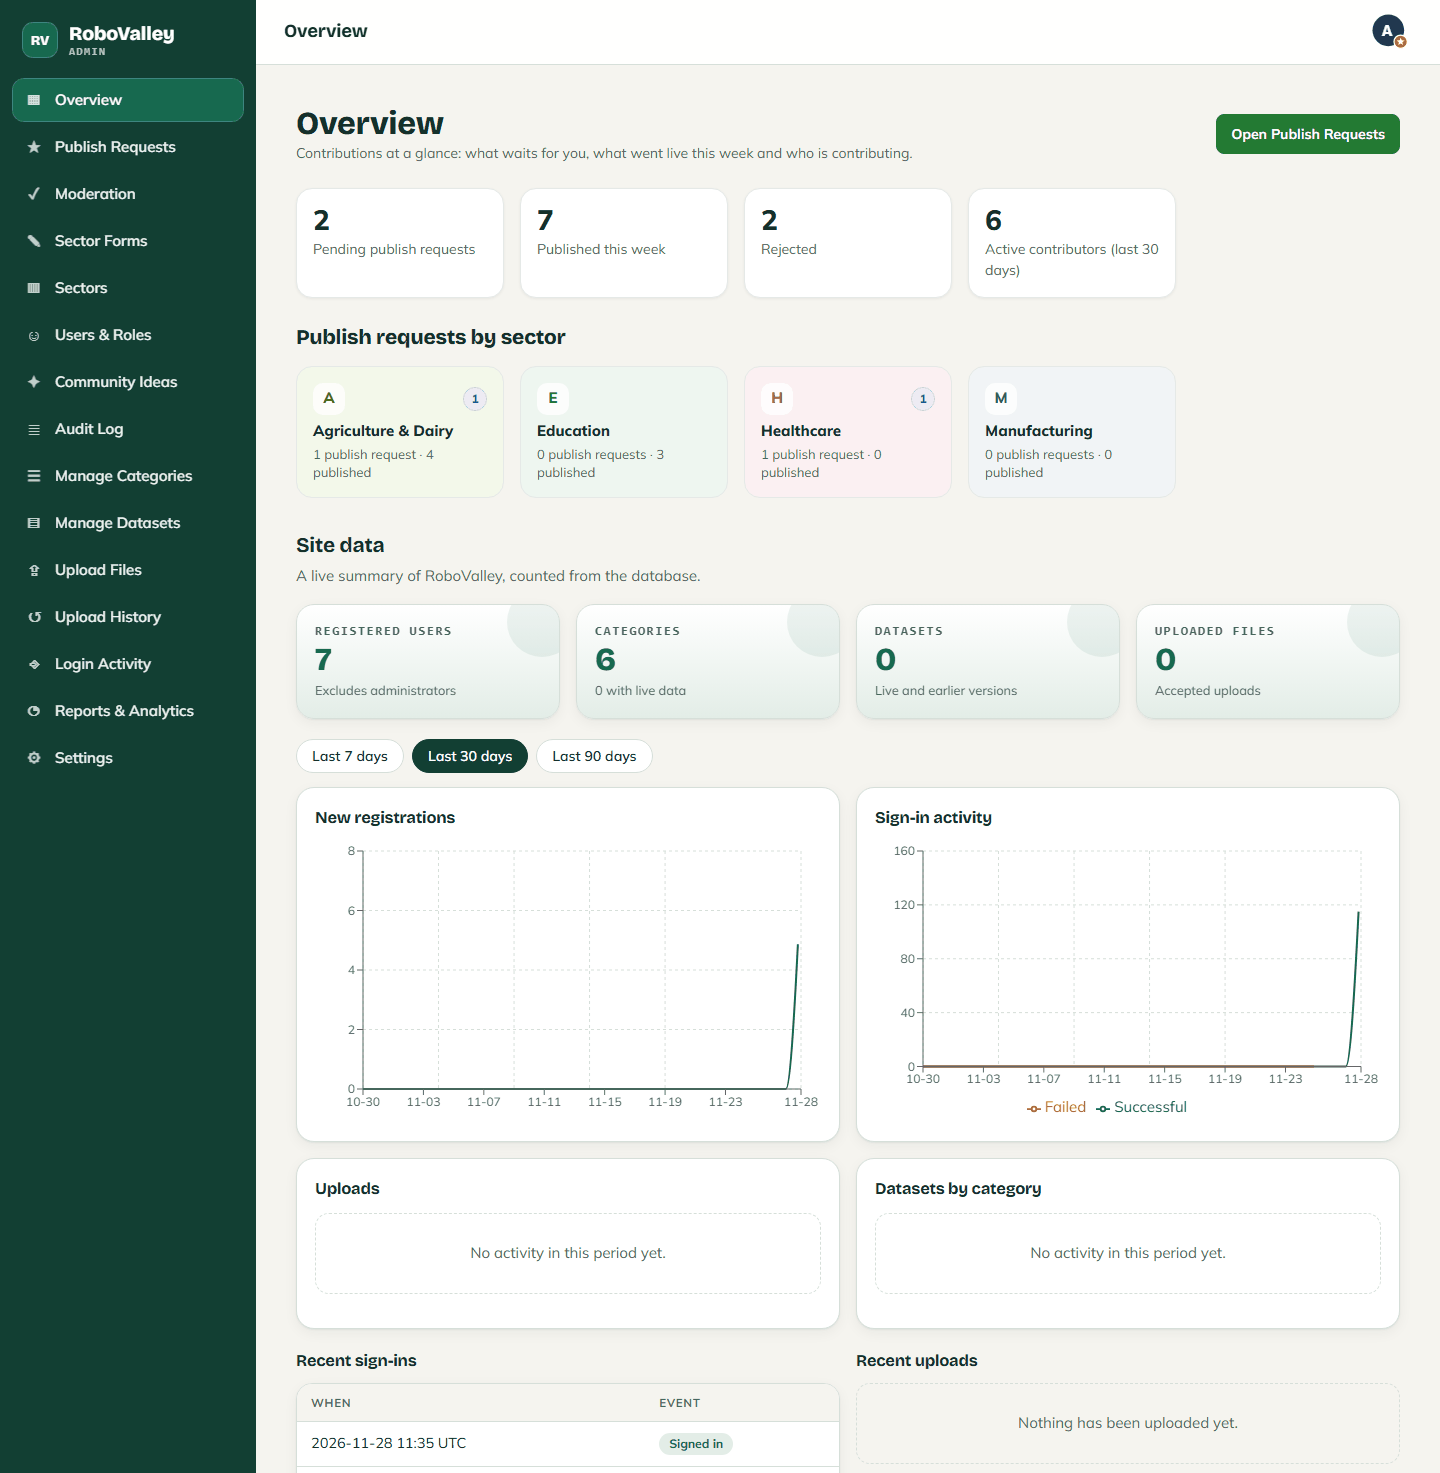 RV
RoboValley
ADMIN
Overview
Publish Requests
Moderation
Sector Forms
Sectors
Users & Roles
Community Ideas
Audit Log
Manage Categories
Manage Datasets
Upload Files
Upload History
Login Activity
Reports & Analytics
Settings
Overview
A
Overview
Contributions at a glance: what waits for you, what went live this week and who is contributing.
Open Publish Requests
2
Pending publish requests
7
Published this week
2
Rejected
6
Active contributors (last 30
days)
Publish requests by sector
A
1
Agriculture & Dairy
1 publish request · 4
published
E
Education
0 publish requests · 3
published
H
1
Healthcare
1 publish request · 0
published
M
Manufacturing
0 publish requests · 0
published
Site data
A live summary of RoboValley, counted from the database.
REGISTERED USERS
7
Excludes administrators
CATEGORIES
6
0 with live data
DATASETS
0
Live and earlier versions
UPLOADED FILES
0
Accepted uploads
Last 7 days
Last 30 days
Last 90 days
New registrations
8
6
4
2
0
10-30 11-03 11-07 11-11 11-15 11-19 11-23 11-28
Sign-in activity
160
120
80
40
0
10-30 11-03 11-07 11-11 11-15 11-19 11-23 11-28
Failed Successful
Uploads
No activity in this period yet.
Datasets by category
No activity in this period yet.
Recent sign-ins
WHEN EVENT
2026-11-28 11:35 UTC Signed in
Recent uploads
Nothing has been uploaded yet.